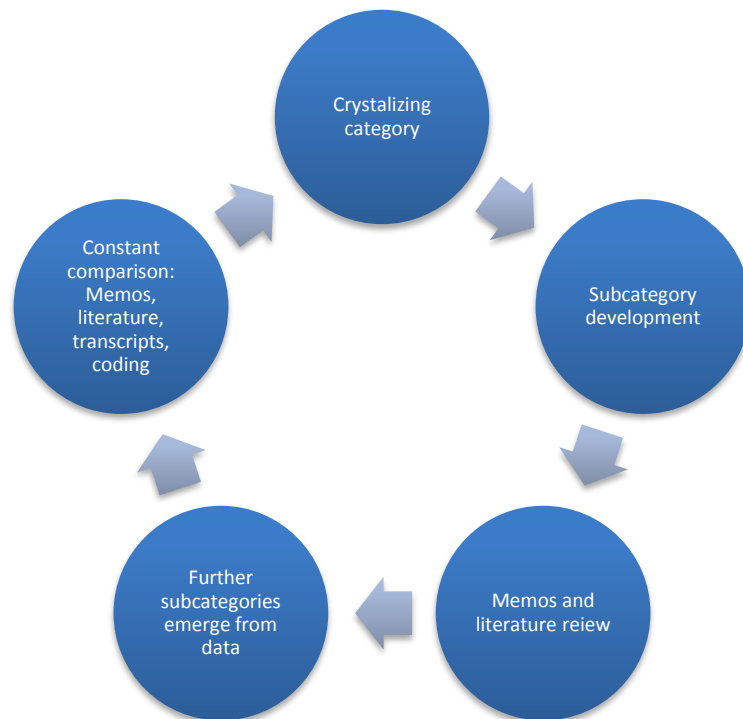 Crystalizing
category
Subcategory
development
Memos and
literature reiew
Further
subcategories
emerge from
data
Constant
comparison:
Memos,
literature,
transcripts,
coding